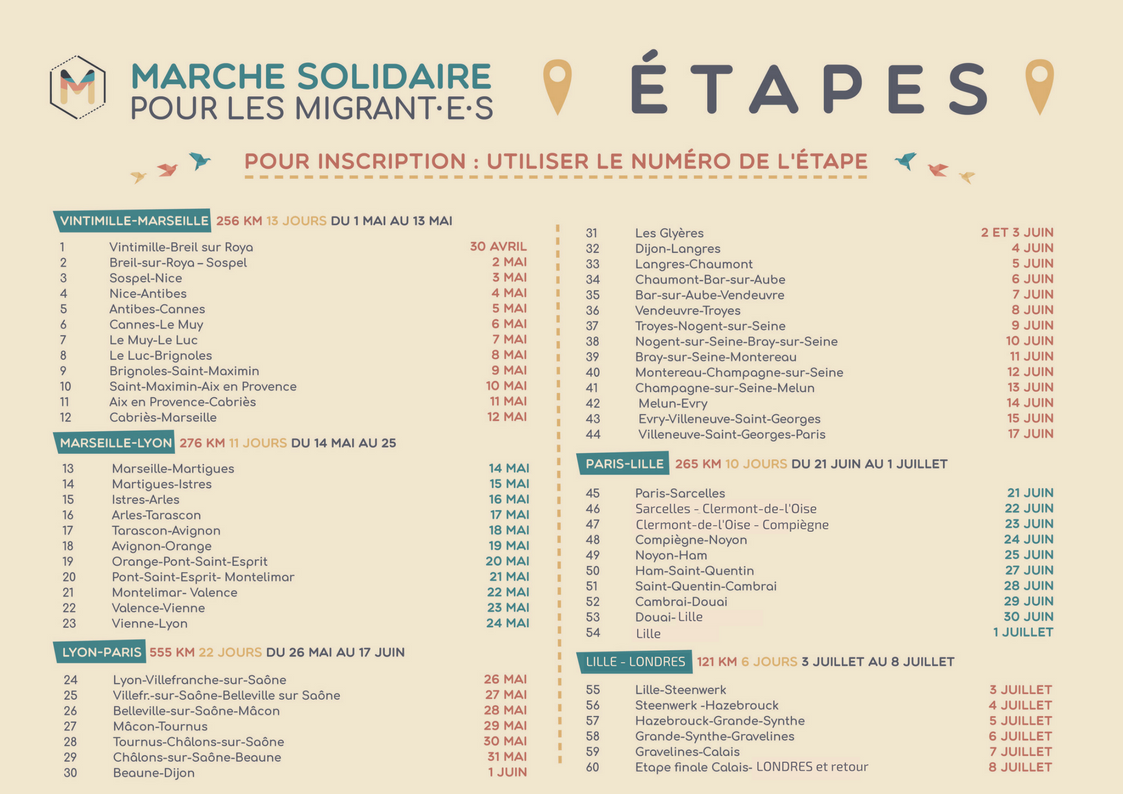 MARCHE SOLIDAIRE
POUR LES MIGRANT·E·S
ÉTAPES
POUR INSCRIPTION : UTILISER LE NUMÉRO DE L'ÉTAPE
VINTIMILLE-MARSEILLE 256 KM 13 JOURS DU 1 MAI AU 13 MAI
1 Vintimille-Breil sur Roya 30 AVRIL
2 Breil-sur-Roya – Sospel 2 MAI
3 Sospel-Nice 3 MAI
4 Nice-Antibes 4 MAI
5 Antibes-Cannes 5 MAI
6 Cannes-Le Muy 6 MAI
7 Le Muy-Le Luc 7 MAI
8 Le Luc-Brignoles 8 MAI
9 Brignoles-Saint-Maximin 9 MAI
10 Saint-Maximin-Aix en Provence 10 MAI
11 Aix en Provence-Cabriès 11 MAI
12 Cabriès-Marseille 12 MAI
MARSEILLE-LYON 276 KM 11 JOURS DU 14 MAI AU 25
13 Marseille-Martigues 14 MAI
14 Martigues-Istres 15 MAI
15 Istres-Arles 16 MAI
16 Arles-Tarascon 17 MAI
17 Tarascon-Avignon 18 MAI
18 Avignon-Orange 19 MAI
19 Orange-Pont-Saint-Esprit 20 MAI
20 Pont-Saint-Esprit- Montelimar 21 MAI
21 Montelimar- Valence 22 MAI
22 Valence-Vienne 23 MAI
23 Vienne-Lyon 24 MAI
LYON-PARIS 555 KM 22 JOURS DU 26 MAI AU 17 JUIN
24 Lyon-Villefranche-sur-Saône 26 MAI
25 Villefr.-sur-Saône-Belleville sur Saône 27 MAI
26 Belleville-sur-Saône-Mâcon 28 MAI
27 Mâcon-Tournus 29 MAI
28 Tournus-Châlons-sur-Saône 30 MAI
29 Châlons-sur-Saône-Beaune 31 MAI
30 Beaune-Dijon 1 JUIN
31 Les Glyères 2 ET 3 JUIN
32 Dijon-Langres 4 JUIN
33 Langres-Chaumont 5 JUIN
34 Chaumont-Bar-sur-Aube 6 JUIN
35 Bar-sur-Aube-Vendeuvre 7 JUIN
36 Vendeuvre-Troyes 8 JUIN
37 Troyes-Nogent-sur-Seine 9 JUIN
38 Nogent-sur-Seine-Bray-sur-Seine 10 JUIN
39 Bray-sur-Seine-Montereau 11 JUIN
40 Montereau-Champagne-sur-Seine 12 JUIN
41 Champagne-sur-Seine-Melun 13 JUIN
42 Melun-Evry 14 JUIN
43 Evry-Villeneuve-Saint-Georges 15 JUIN
44 Villeneuve-Saint-Georges-Paris 17 JUIN
PARIS-LILLE 265 KM 10 JOURS DU 21 JUIN AU 1 JUILLET
45 Paris-Sarcelles 21 JUIN
46 Sarcelles - Clermont-de-l'Oise 22 JUIN
47 Clermont-de-l'Oise - Compiègne 23 JUIN
48 Compiègne-Noyon 24 JUIN
49 Noyon-Ham 25 JUIN
50 Ham-Saint-Quentin 27 JUIN
51 Saint-Quentin-Cambrai 28 JUIN
52 Cambrai-Douai 29 JUIN
53 Douai- Lille 30 JUIN
54 Lille 1 JUILLET
LILLE - LONDRES 121 KM 6 JOURS 3 JUILLET AU 8 JUILLET
55 Lille-Steenwerk 3 JUILLET
56 Steenwerk -Hazebrouck 4 JUILLET
57 Hazebrouck-Grande-Synthe 5 JUILLET
58 Grande-Synthe-Gravelines 6 JUILLET
59 Gravelines-Calais 7 JUILLET
60 Etape finale Calais- LONDRES et retour 8 JUILLET